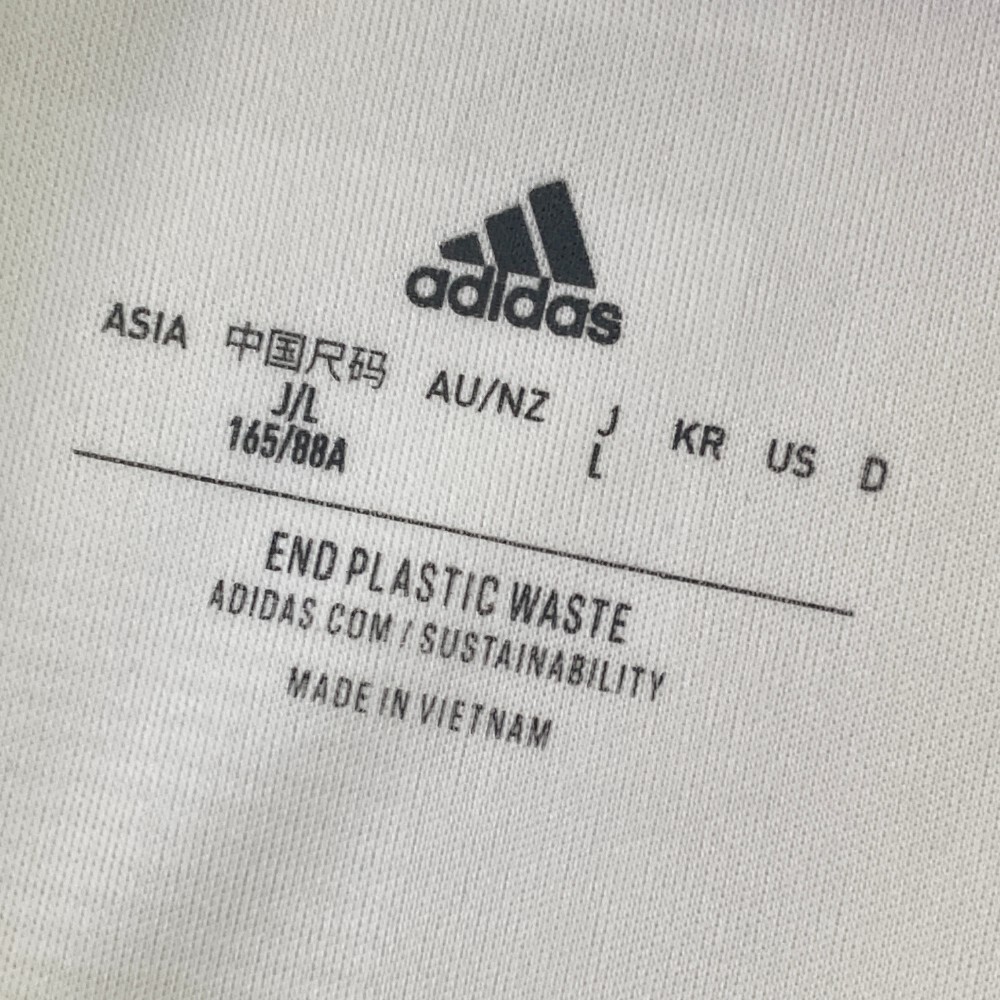 adidas
ASIA 中国尺码 AU/NZ J KR US D
J/L L
165/88A
END PLASTIC WASTE
ADIDAS.COM / SUSTAINABILITY
MADE IN VIETNAM